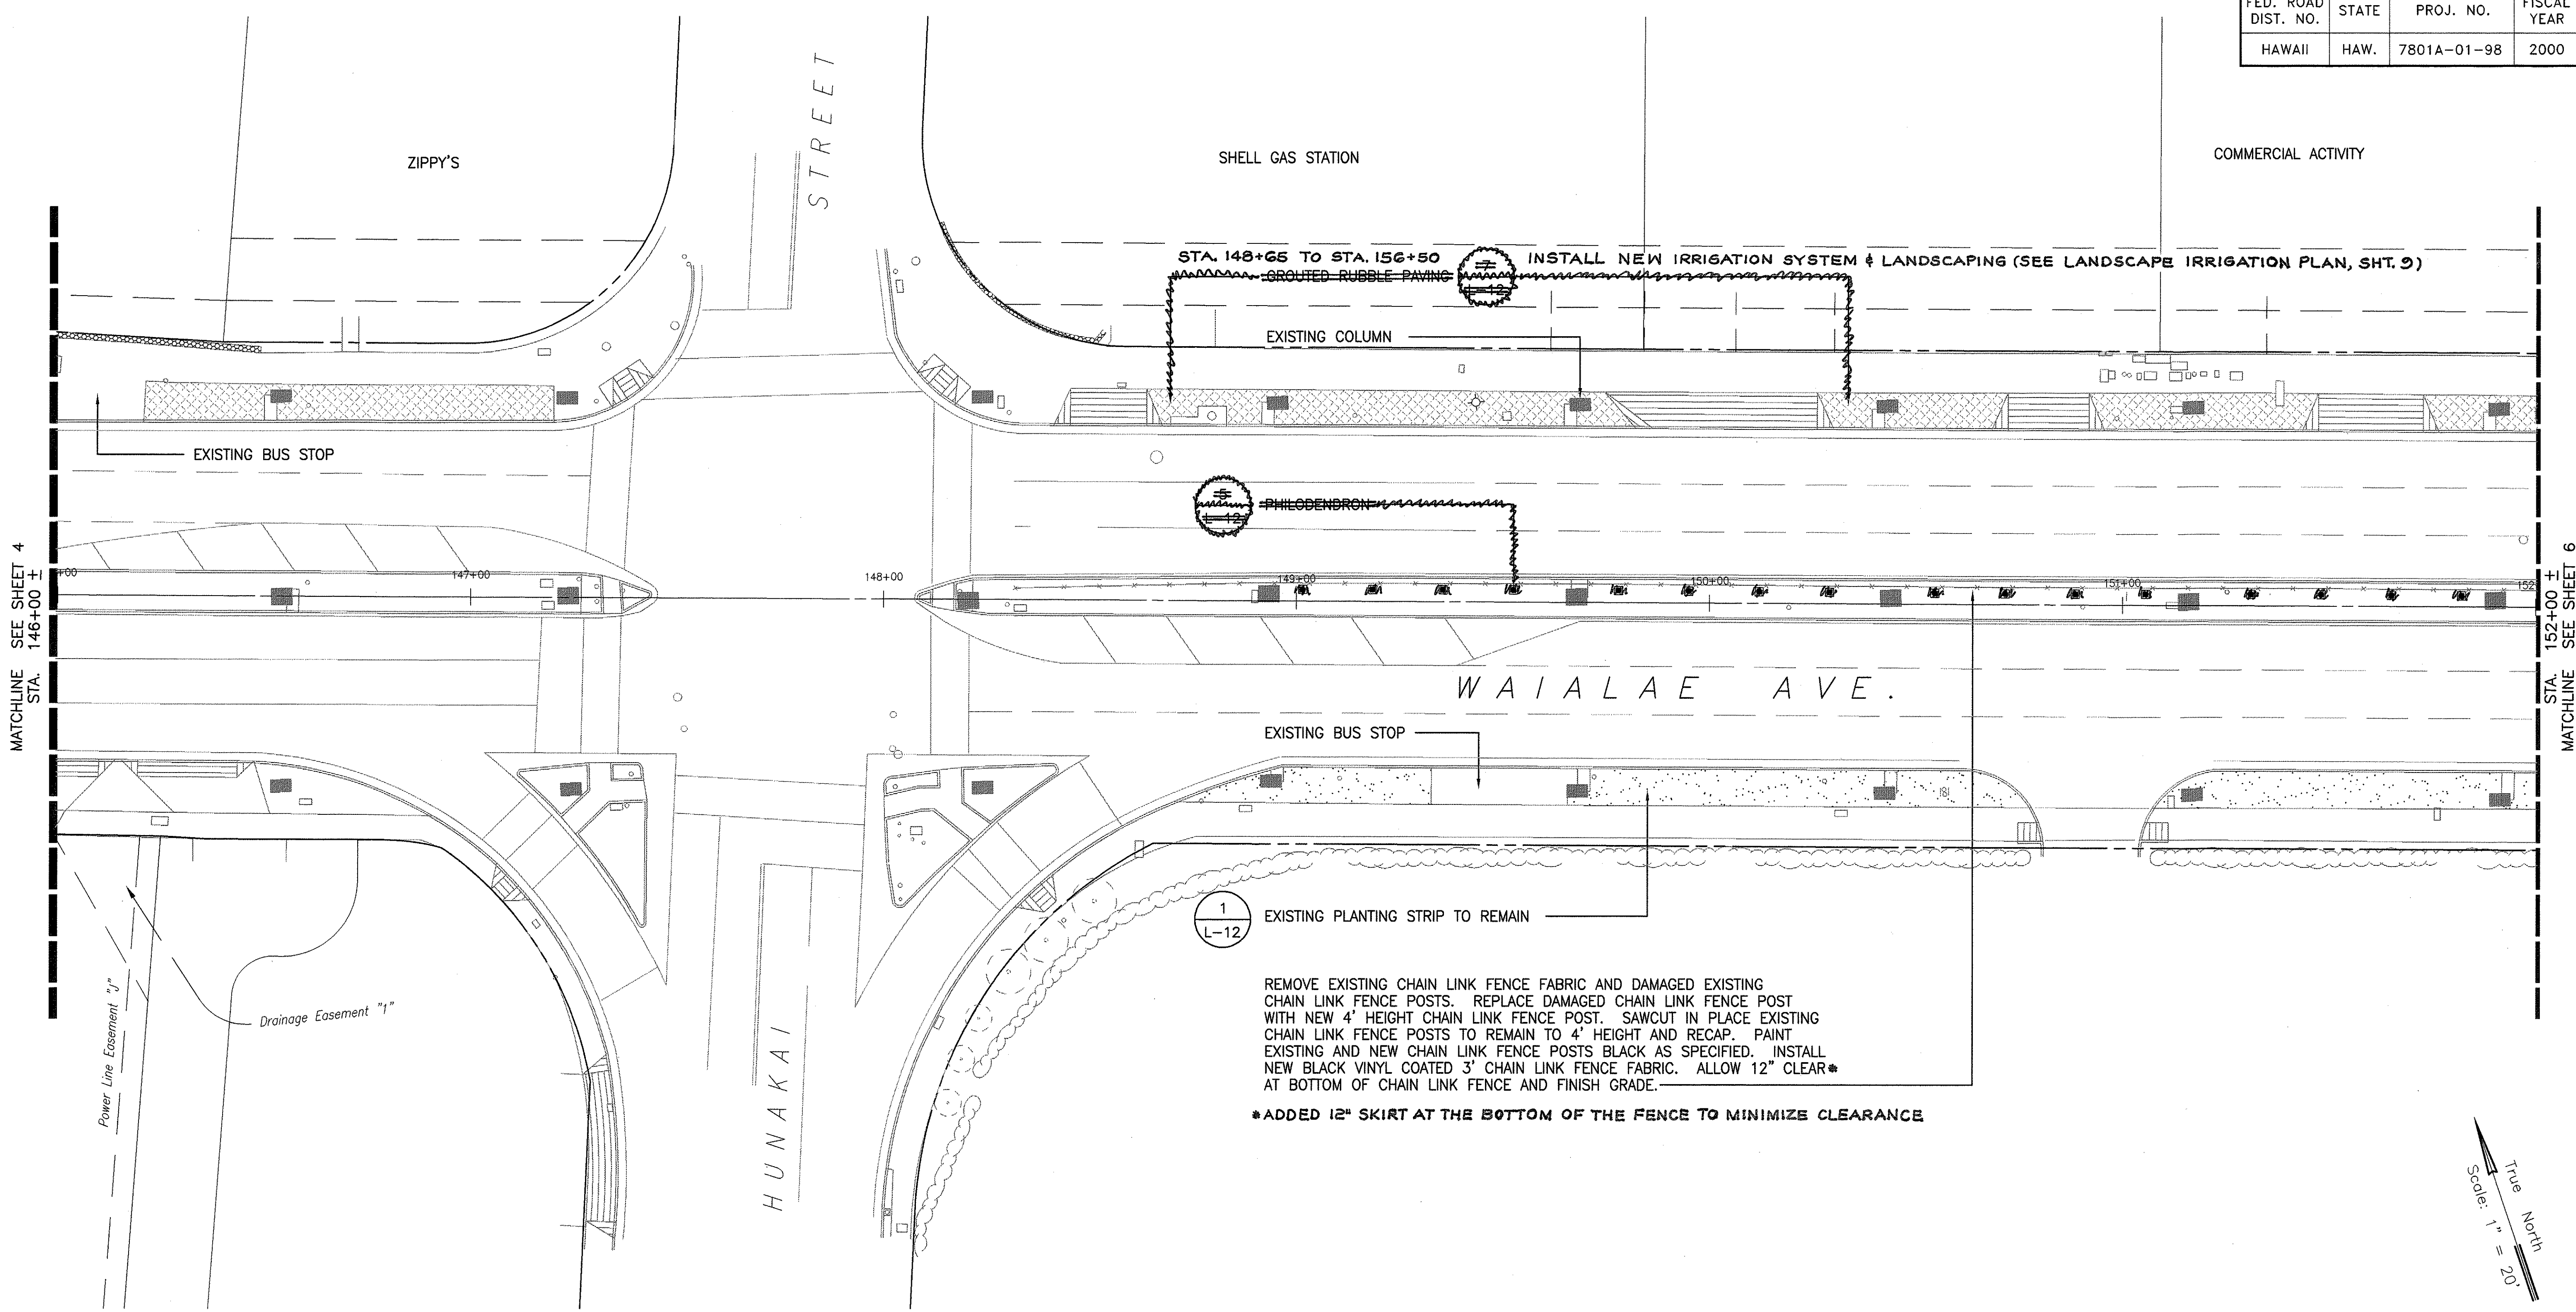 FED. ROAD DIST. NO. STATE PROJ. NO. FISCAL YEAR
HAWAII HAW. 7801A-01-98 2000
ZIPPY'S
STREET
SHELL GAS STATION
COMMERCIAL ACTIVITY
STA. 148+65 TO STA. 156+50
INSTALL NEW IRRIGATION SYSTEM & LANDSCAPING (SEE LANDSCAPE IRRIGATION PLAN, SHT. 9)
GROUTED RUBBLE PAVING
7
L-12
EXISTING COLUMN
EXISTING BUS STOP
5
L-12
PHILODENDRON
MATCHLINE SEE SHEET 4
STA. 146+00 ±
+00
147+00
148+00
149+00
150+00
151+00
152
STA. 152+00 ±
MATCHLINE SEE SHEET 6
WAIALAE AVE.
EXISTING BUS STOP
1
L-12
EXISTING PLANTING STRIP TO REMAIN
REMOVE EXISTING CHAIN LINK FENCE FABRIC AND DAMAGED EXISTING
CHAIN LINK FENCE POSTS. REPLACE DAMAGED CHAIN LINK FENCE POST
WITH NEW 4' HEIGHT CHAIN LINK FENCE POST. SAWCUT IN PLACE EXISTING
CHAIN LINK FENCE POSTS TO REMAIN TO 4' HEIGHT AND RECAP. PAINT
EXISTING AND NEW CHAIN LINK FENCE POSTS BLACK AS SPECIFIED. INSTALL
NEW BLACK VINYL COATED 3' CHAIN LINK FENCE FABRIC. ALLOW 12" CLEAR*
AT BOTTOM OF CHAIN LINK FENCE AND FINISH GRADE.
*ADDED 12" SKIRT AT THE BOTTOM OF THE FENCE TO MINIMIZE CLEARANCE
Power Line Easement "J"
Drainage Easement "1"
HUNAKAI
True North
Scale: 1" = 20'